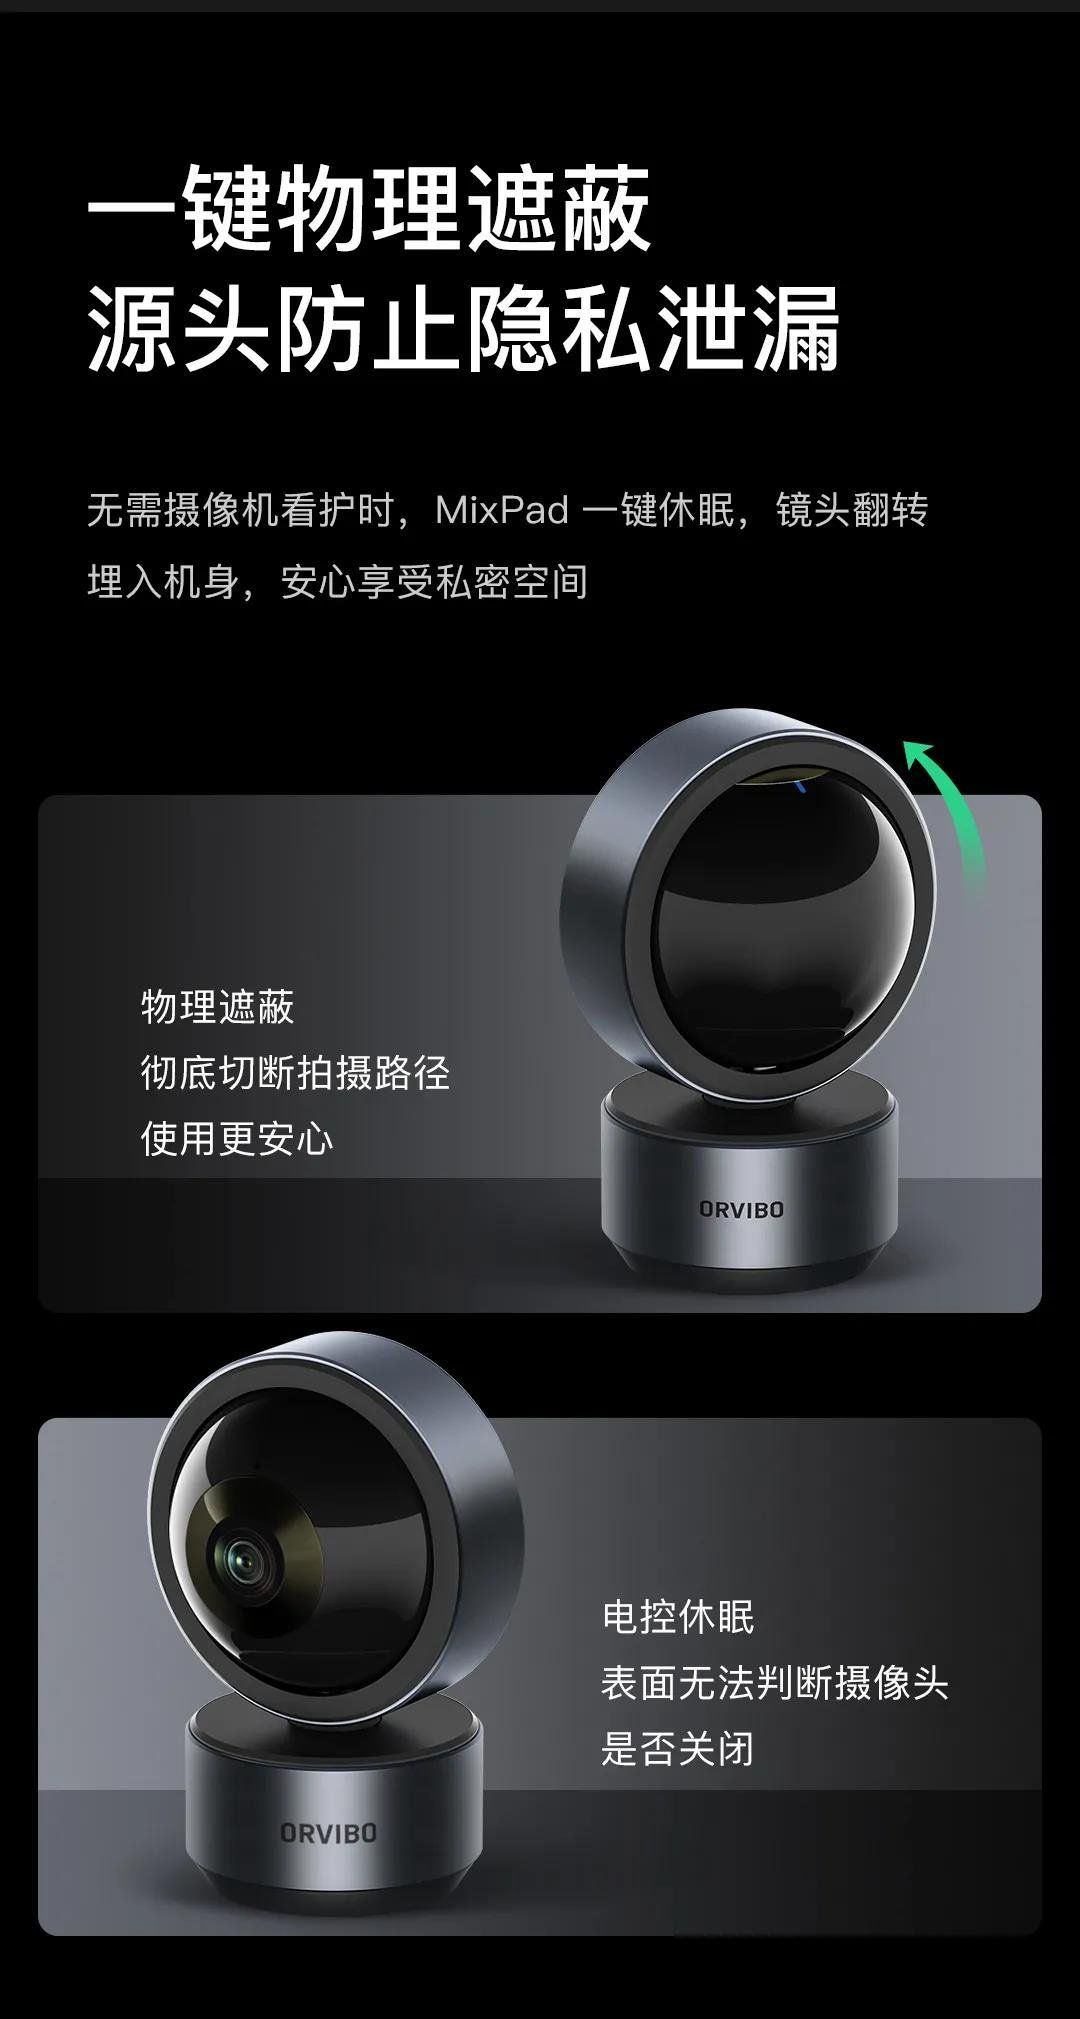 一键物理遮蔽
源头防止隐私泄漏
无需摄像机看护时，MixPad 一键休眠，镜头翻转
埋入机身，安心享受私密空间
物理遮蔽
彻底切断拍摄路径
使用更安心
ORVIBO
电控休眠
表面无法判断摄像头
是否关闭
ORVIBO